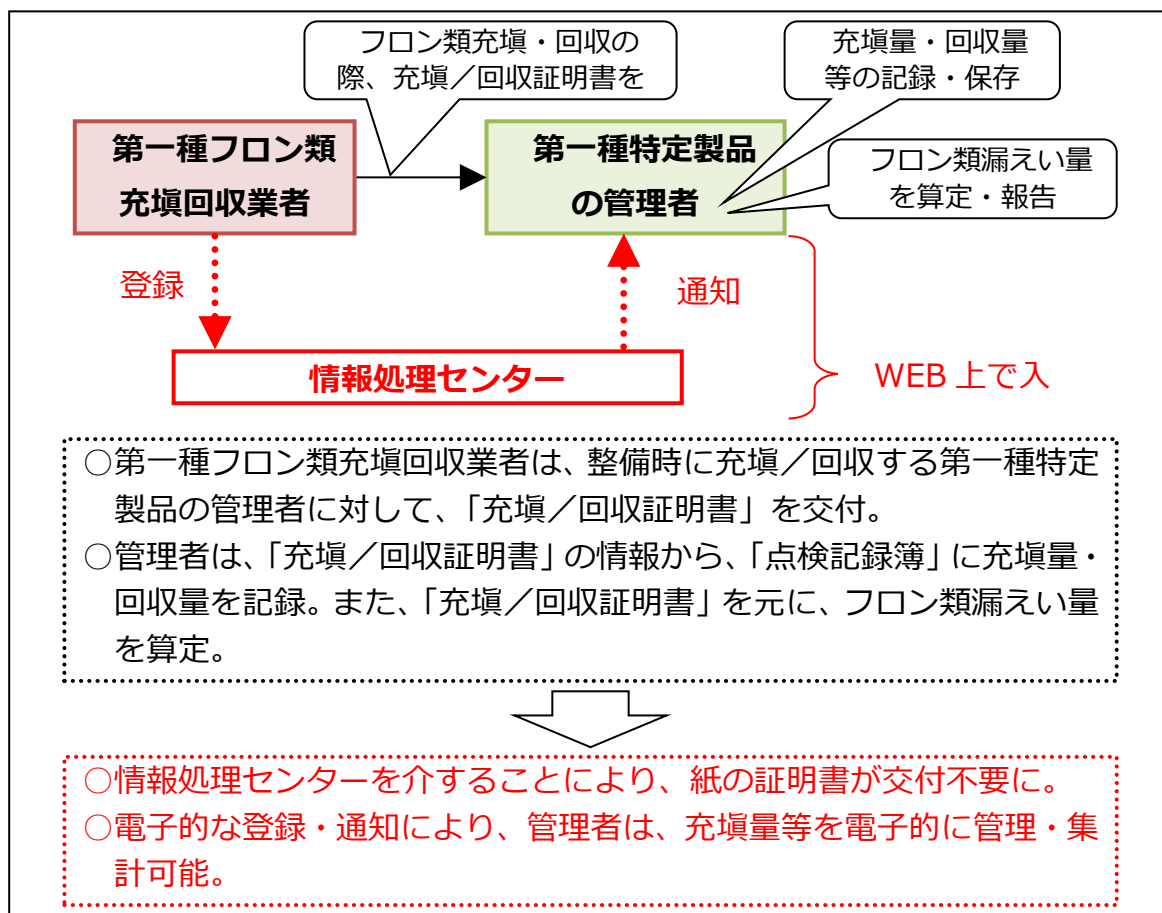 フロン類充塡・回収の
際、充塡／回収証明書を
充塡量・回収量
等の記録・保存
第一種フロン類
充塡回収業者
第一種特定製品
の管理者
フロン類漏えい量
を算定・報告
登録
通知
情報処理センター
WEB 上で入
○第一種フロン類充塡回収業者は、整備時に充塡／回収する第一種特定
製品の管理者に対して、「充塡／回収証明書」を交付。
○管理者は、「充塡／回収証明書」の情報から、「点検記録簿」に充塡量・
回収量を記録。また、「充塡／回収証明書」を元に、フロン類漏えい量
を算定。
○情報処理センターを介することにより、紙の証明書が交付不要に。
○電子的な登録・通知により、管理者は、充塡量等を電子的に管理・集
計可能。